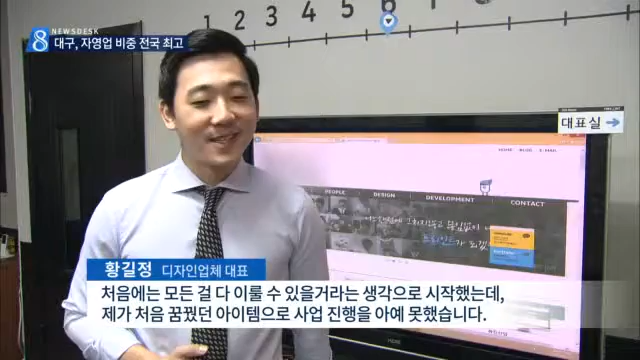 1 2 3 4 5 6 7 8 9
8 NEWSDESK
대구, 자영업 비중 전국 최고
대표실 →
PEOPLE DESIGN DEVELOPMENT CONTACT
황길정 디자인업체 대표
처음에는 모든 걸 다 이룰 수 있을거라는 생각으로 시작했는데,
제가 처음 꿈꿨던 아이템으로 사업 진행을 아예 못했습니다.